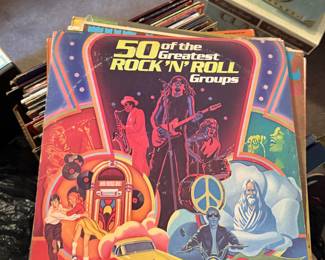 50 of the
Greatest
ROCK 'N' ROLL
Groups